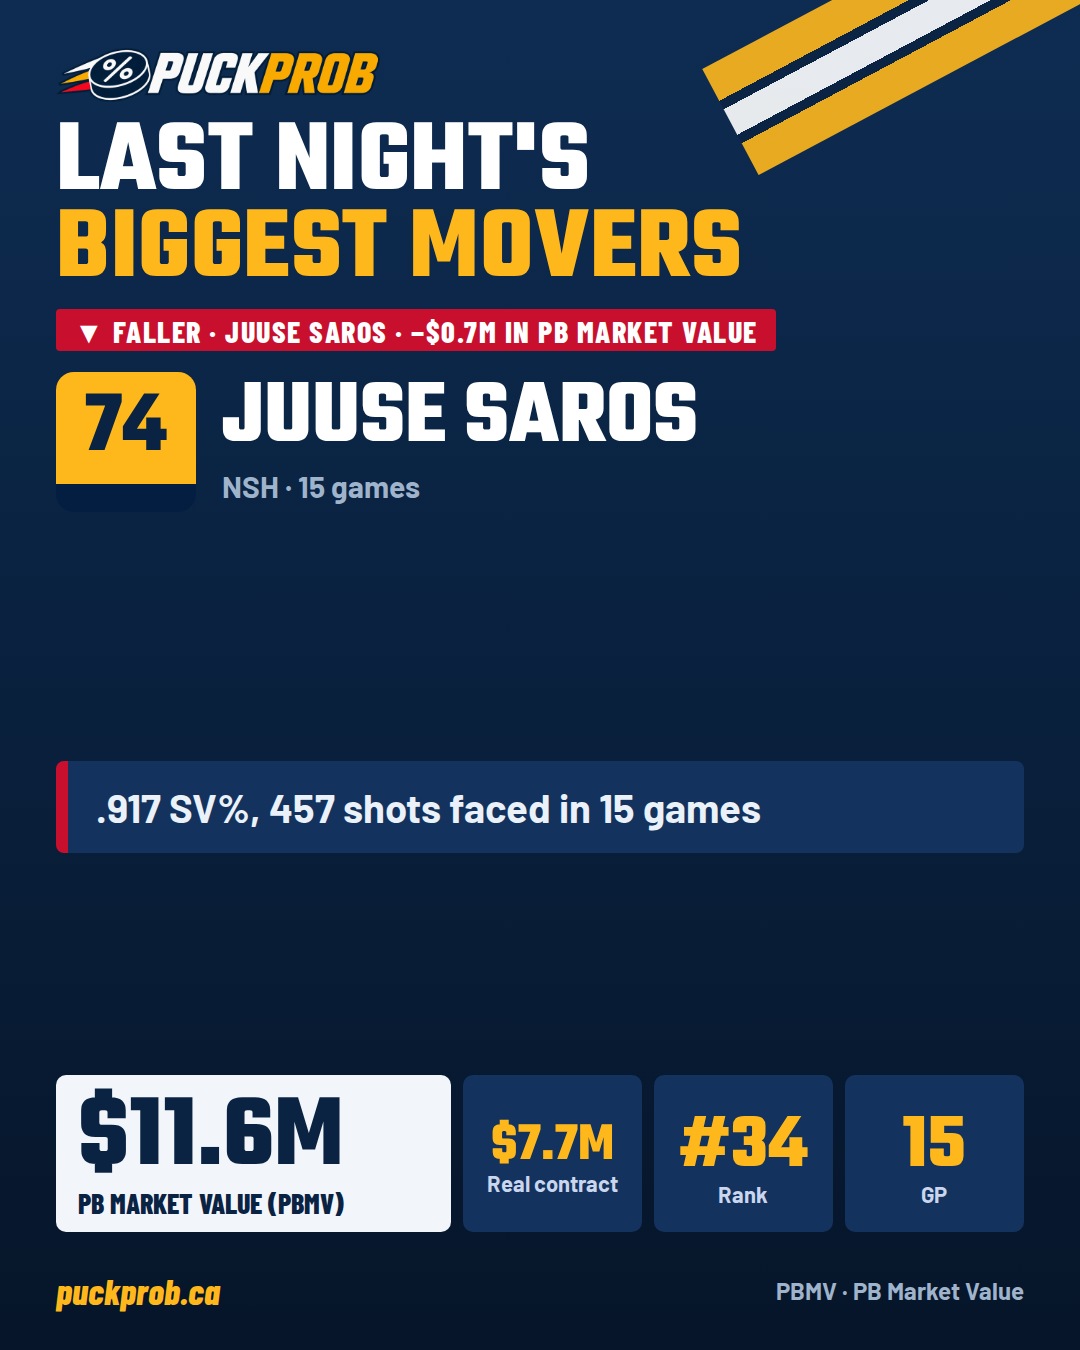 % PUCKPROB
LAST NIGHT'S
BIGGEST MOVERS
▼ FALLER · JUUSE SAROS · −$0.7M IN PB MARKET VALUE
74
JUUSE SAROS
NSH · 15 games
.917 SV%, 457 shots faced in 15 games
$11.6M
PB MARKET VALUE (PBMV)
$7.7M
Real contract
#34
Rank
15
GP
puckprob.ca
PBMV · PB Market Value